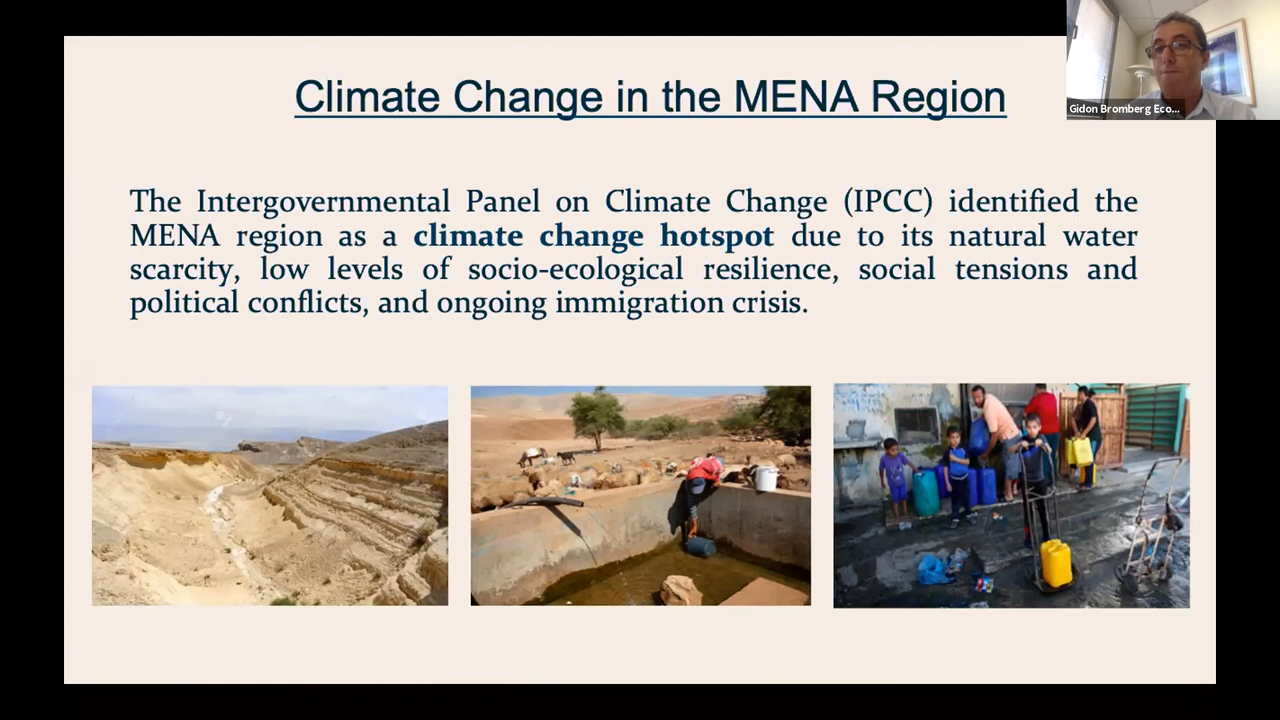 Climate Change in the MENA Region
Gidon Bromberg Eco...
The Intergovernmental Panel on Climate Change (IPCC) identified the
MENA region as a climate change hotspot due to its natural water
scarcity, low levels of socio-ecological resilience, social tensions and
political conflicts, and ongoing immigration crisis.